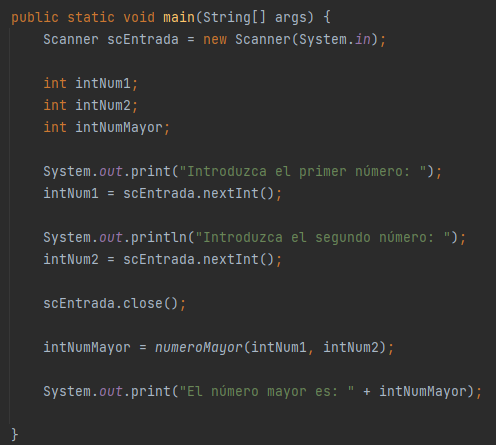 public static void main(String[] args) {
Scanner scEntrada = new Scanner(System.in);
int intNum1;
int intNum2;
int intNumMayor;
System.out.print("Introduzca el primer número: ");
intNum1 = scEntrada.nextInt();
System.out.println("Introduzca el segundo número: ");
intNum2 = scEntrada.nextInt();
scEntrada.close();
intNumMayor = numeroMayor(intNum1, intNum2);
System.out.print("El número mayor es: " + intNumMayor);
}